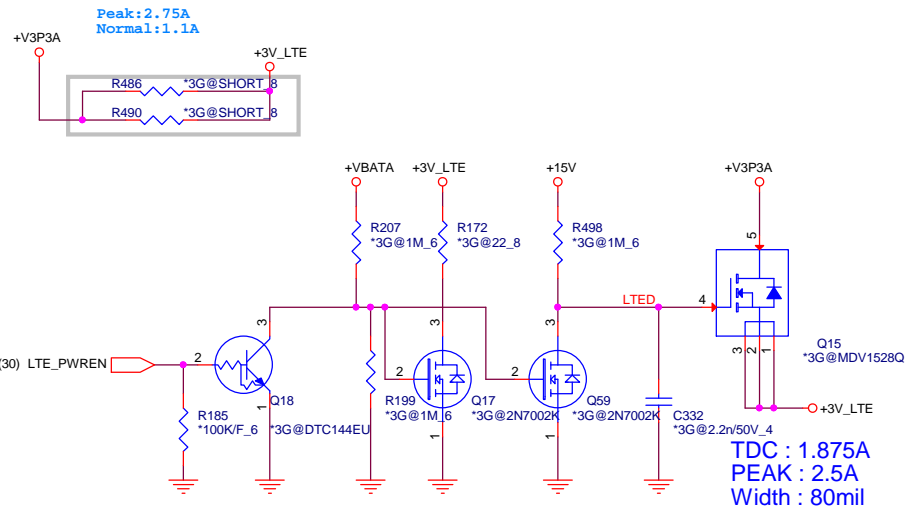 Peak:2.75A
Normal:1.1A
+V3P3A
+3V_LTE
R486 *3G@SHORT_8
R490 *3G@SHORT_8
+VBATA
+3V_LTE
+15V
+V3P3A
R207
*3G@1M_6
R172
*3G@22_8
R498
*3G@1M_6
5
LTED
4
3
3
3
3
2
1
Q15
*3G@MDV1528Q
(30) LTE_PWREN
2
2
2
Q18
1
R185
*100K/F_6
*3G@DTC144EU
R199
*3G@1M_6
Q17
*3G@2N7002K
1
Q59
*3G@2N7002K
1
C332
*3G@2.2n/50V_4
+3V_LTE
TDC : 1.875A
PEAK : 2.5A
Width : 80mil